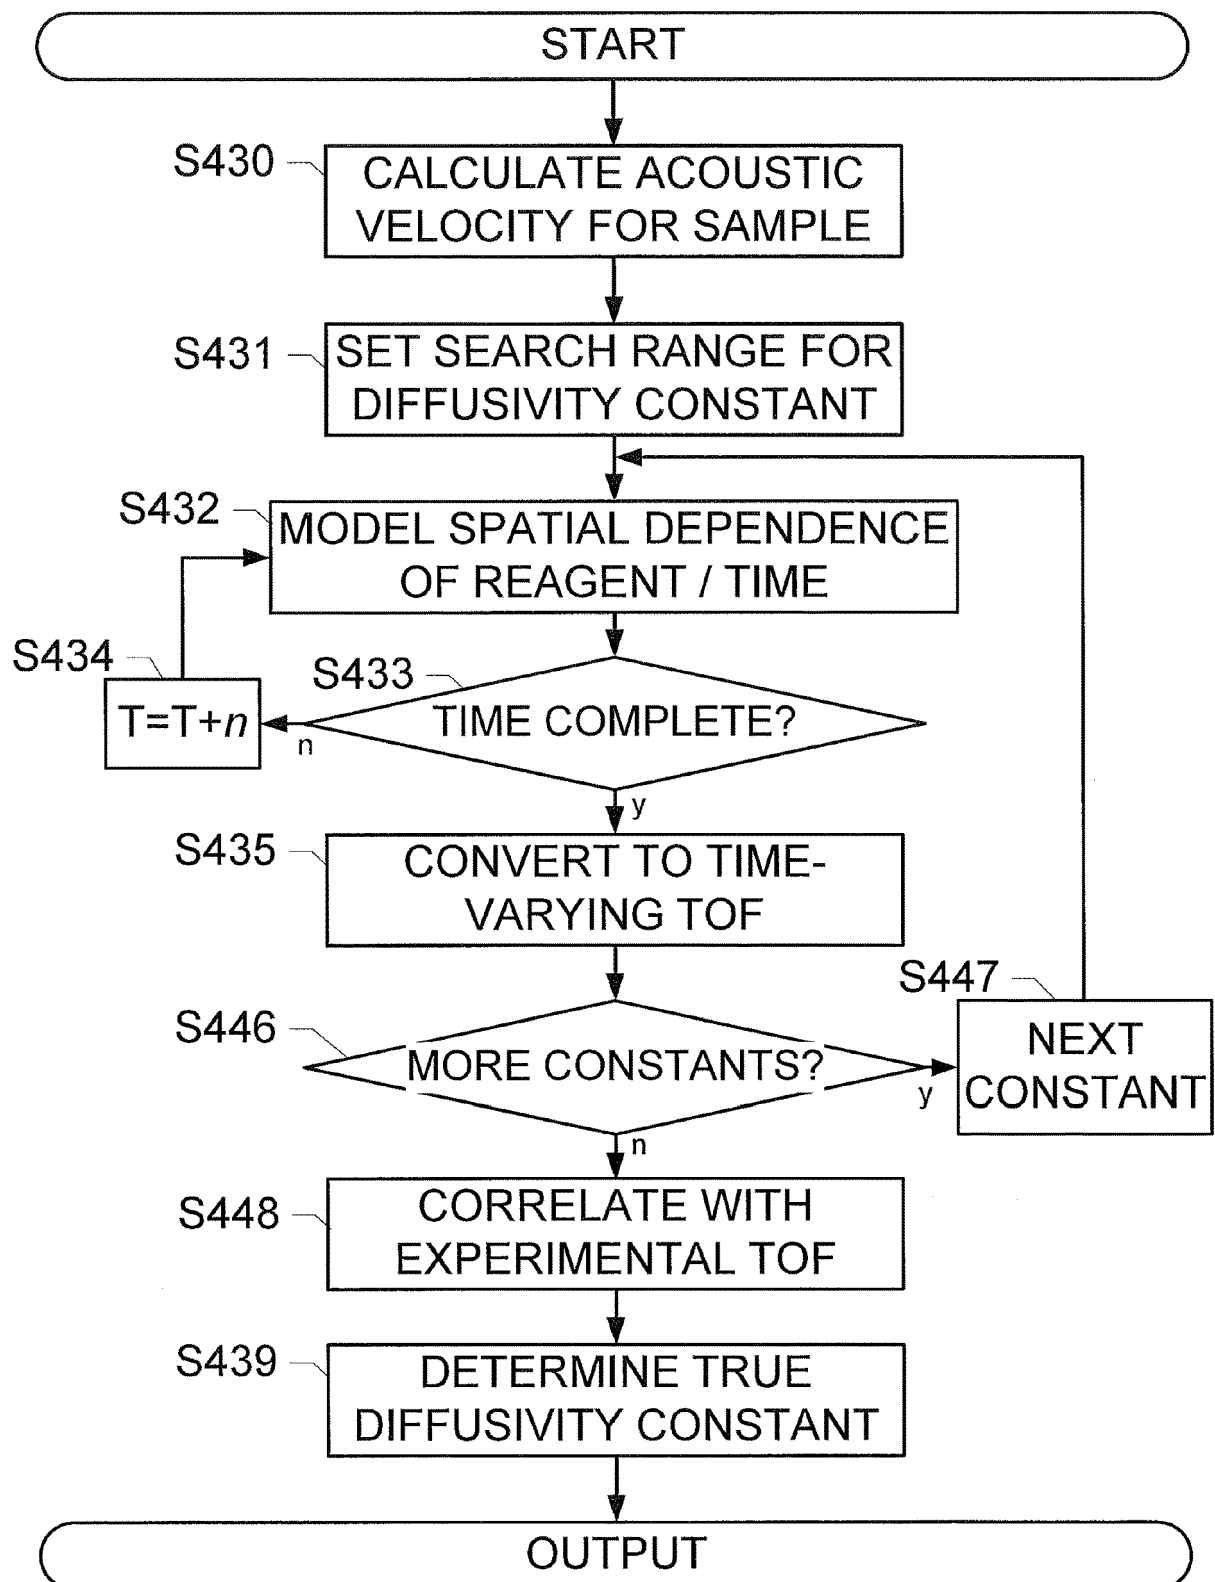 START
S430
CALCULATE ACOUSTIC
VELOCITY FOR SAMPLE
S431
SET SEARCH RANGE FOR
DIFFUSIVITY CONSTANT
S432
MODEL SPATIAL DEPENDENCE
OF REAGENT / TIME
S434
T=T+n
S433
TIME COMPLETE?
n
y
S435
CONVERT TO TIME-
VARYING TOF
S447
NEXT
CONSTANT
S446
MORE CONSTANTS?
y
n
S448
CORRELATE WITH
EXPERIMENTAL TOF
S439
DETERMINE TRUE
DIFFUSIVITY CONSTANT
OUTPUT